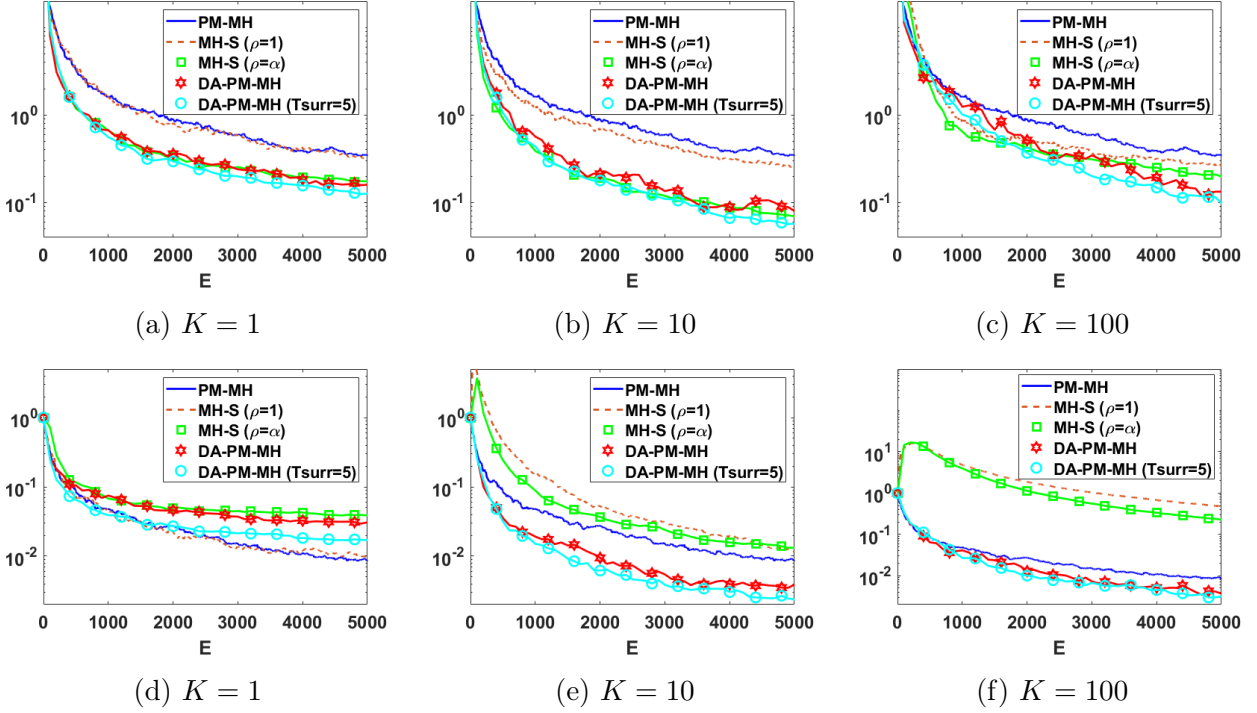 PM-MH
MH-S (ρ=1)
MH-S (ρ=α)
DA-PM-MH
DA-PM-MH (Tsurr=5)
10^0
10^-1
0 1000 2000 3000 4000 5000
E
(a) K = 1
PM-MH
MH-S (ρ=1)
MH-S (ρ=α)
DA-PM-MH
DA-PM-MH (Tsurr=5)
10^0
10^-1
0 1000 2000 3000 4000 5000
E
(b) K = 10
PM-MH
MH-S (ρ=1)
MH-S (ρ=α)
DA-PM-MH
DA-PM-MH (Tsurr=5)
10^0
10^-1
0 1000 2000 3000 4000 5000
E
(c) K = 100
PM-MH
MH-S (ρ=1)
MH-S (ρ=α)
DA-PM-MH
DA-PM-MH (Tsurr=5)
10^0
10^-1
10^-2
0 1000 2000 3000 4000 5000
E
(d) K = 1
PM-MH
MH-S (ρ=1)
MH-S (ρ=α)
DA-PM-MH
DA-PM-MH (Tsurr=5)
10^0
10^-1
10^-2
0 1000 2000 3000 4000 5000
E
(e) K = 10
PM-MH
MH-S (ρ=1)
MH-S (ρ=α)
DA-PM-MH
DA-PM-MH (Tsurr=5)
10^1
10^0
10^-1
10^-2
0 1000 2000 3000 4000 5000
E
(f) K = 100